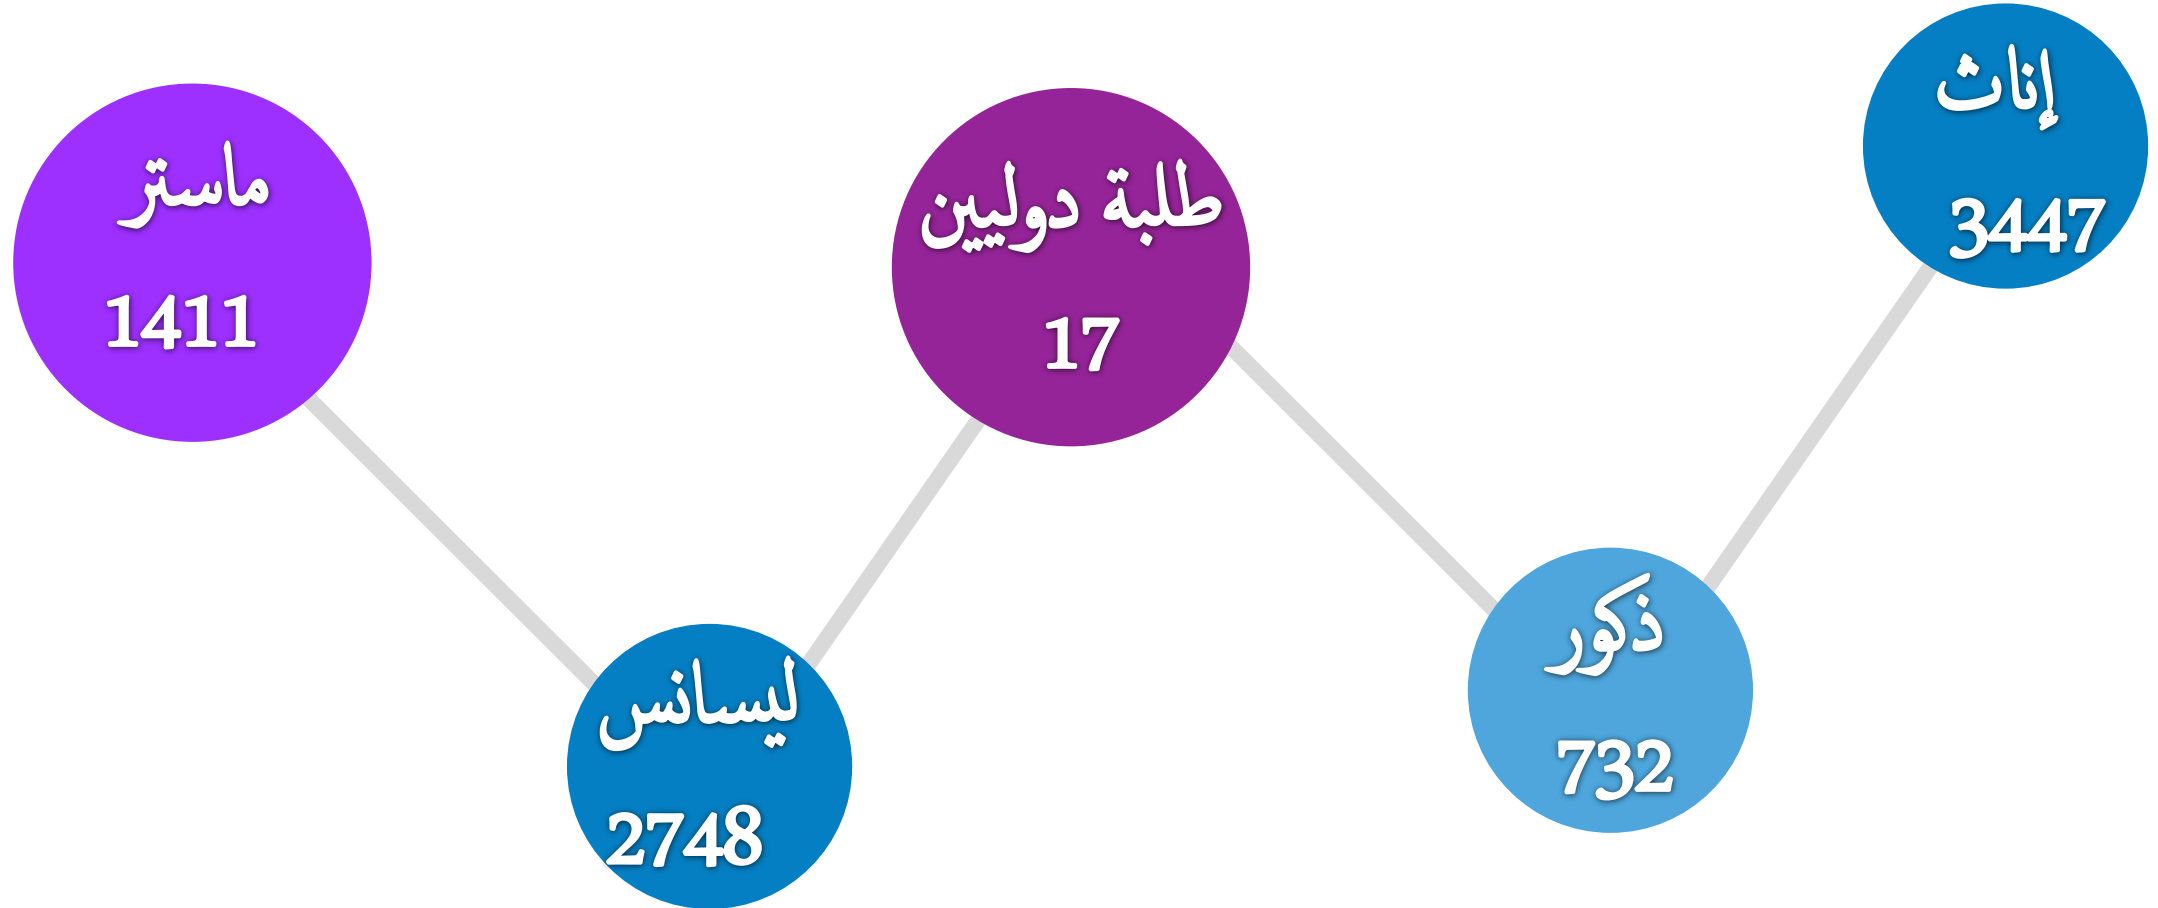 إناث
3447
ذكور
732
طلبة دوليين
17
ليسانس
2748
ماستر
1411